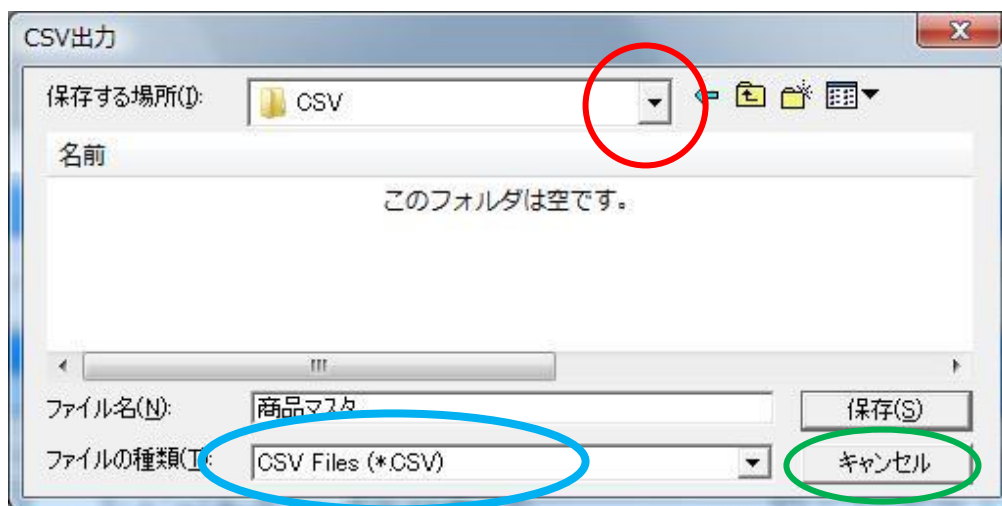 CSV出力
保存する場所(I):
CSV
名前
このフォルダは空です。
ファイル名(N):
商品マスタ
保存(S)
ファイルの種類(T):
CSV Files (*.CSV)
キャンセル